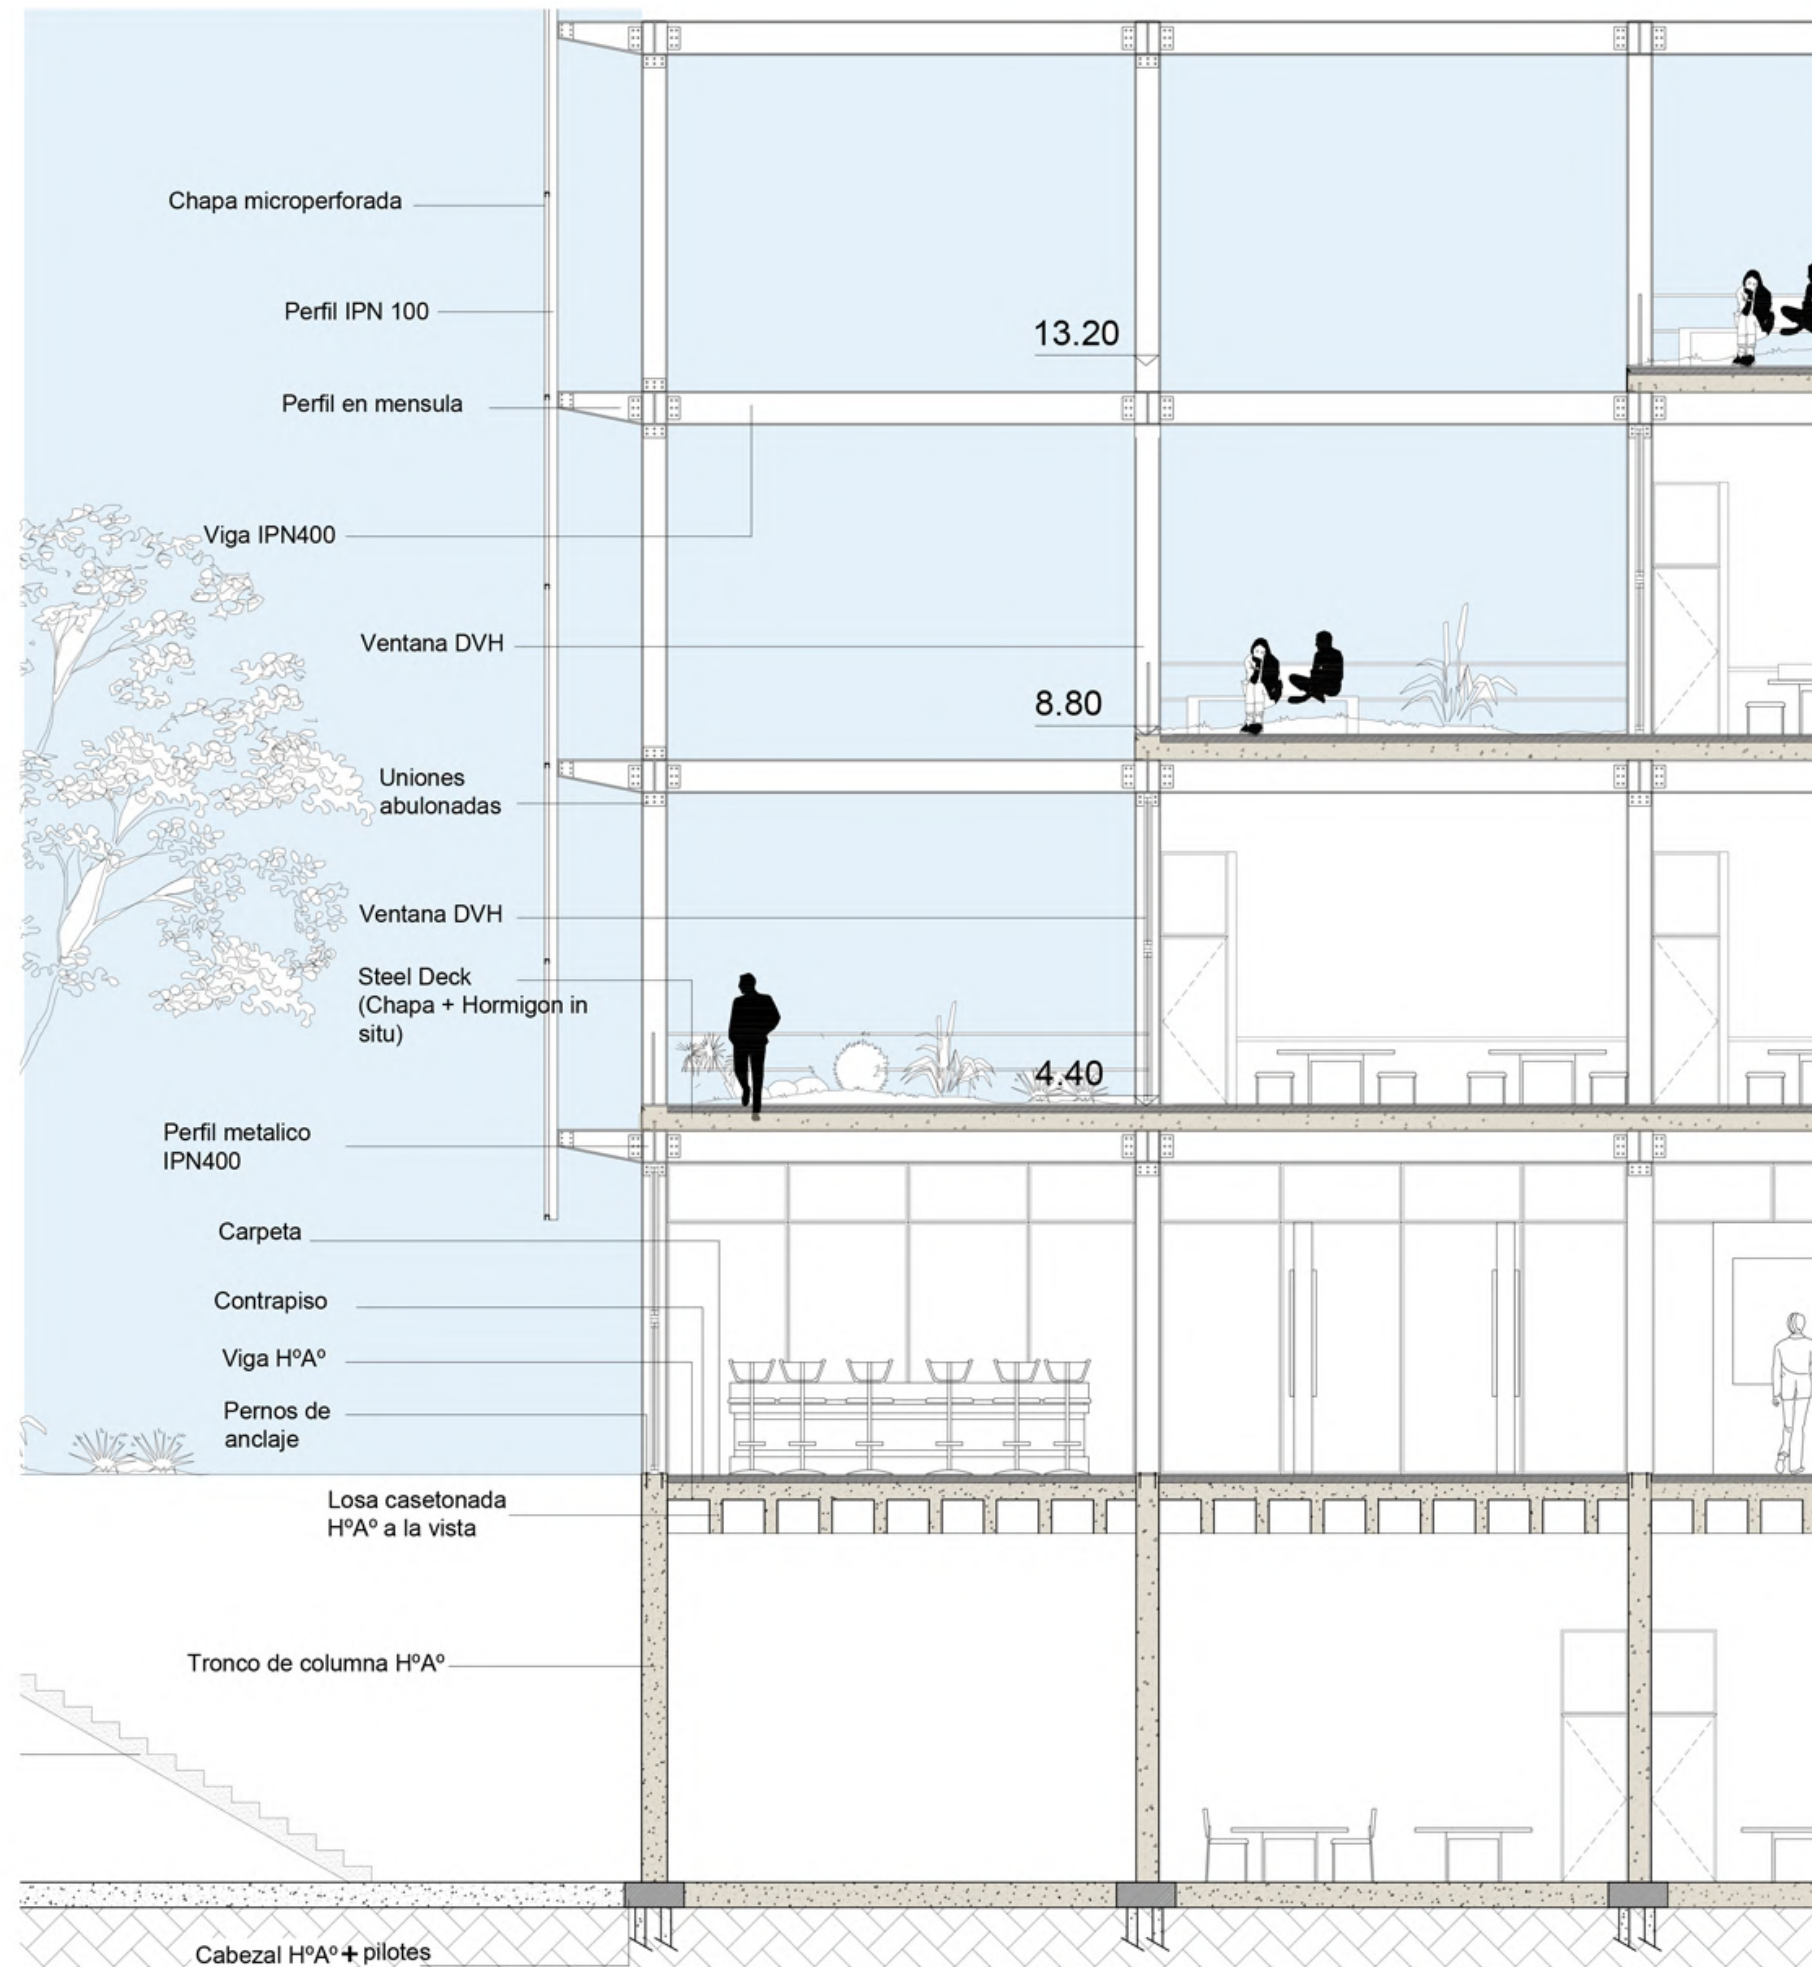 Chapa microperforada
Perfil IPN 100
13.20
Perfil en mensula
Viga IPN400
Ventana DVH
8.80
Uniones
abulonadas
Ventana DVH
Steel Deck
(Chapa + Hormigon in
situ)
4.40
Perfil metalico
IPN400
Carpeta
Contrapiso
Viga HºAº
Pernos de
anclaje
Losa casetonada
HºAº a la vista
Tronco de columna HºAº
Cabezal HºAº + pilotes